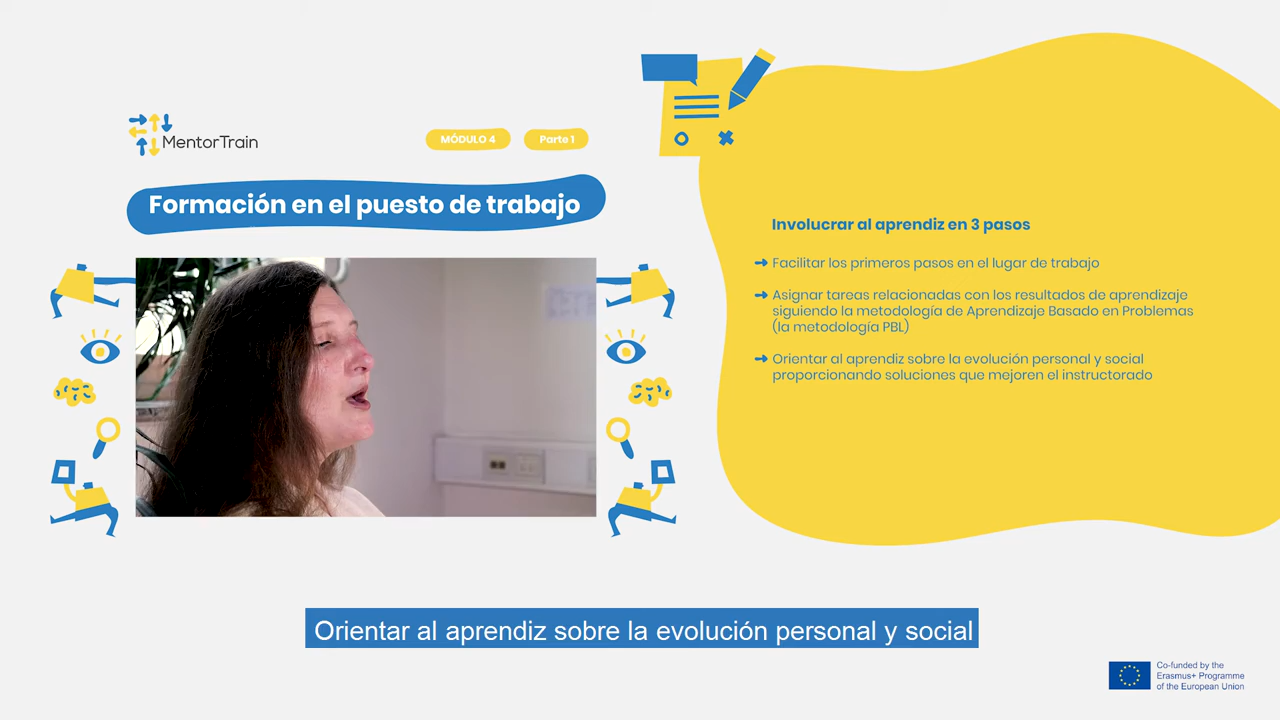 MentorTrain
MÓDULO 4
Parte 1
Formación en el puesto de trabajo
Involucrar al aprendiz en 3 pasos
Facilitar los primeros pasos en el lugar de trabajo
Asignar tareas relacionadas con los resultados de aprendizaje
siguiendo la metodología de Aprendizaje Basado en Problemas
(la metodología PBL)
Orientar al aprendiz sobre la evolución personal y social
proporcionando soluciones que mejoren el instructorado
Orientar al aprendiz sobre la evolución personal y social
Co-funded by the
Erasmus+ Programme
of the European Union